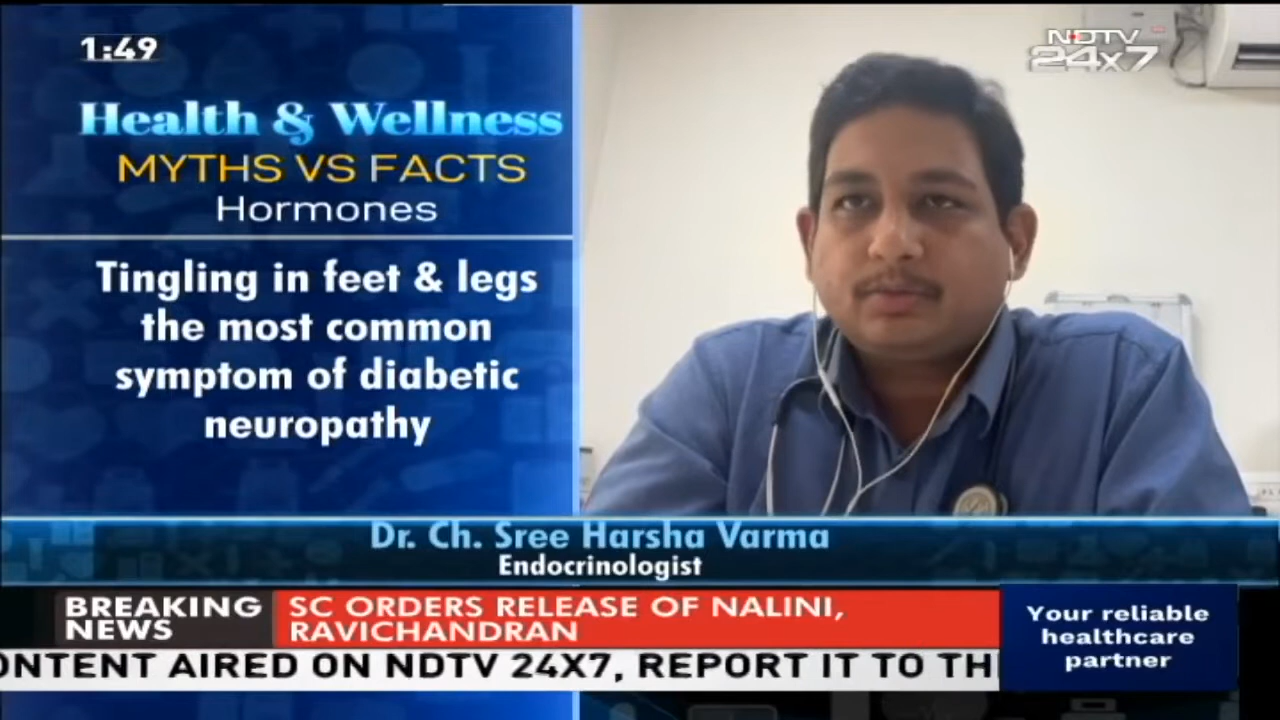 1:49
NDTV
24x7
Health & Wellness
MYTHS VS FACTS
Hormones
Tingling in feet & legs
the most common
symptom of diabetic
neuropathy
Dr. Ch. Sree Harsha Varma
Endocrinologist
BREAKING
NEWS
SC ORDERS RELEASE OF NALINI,
RAVICHANDRAN
Your reliable
healthcare
partner
ONTENT AIRED ON NDTV 24X7, REPORT IT TO TH